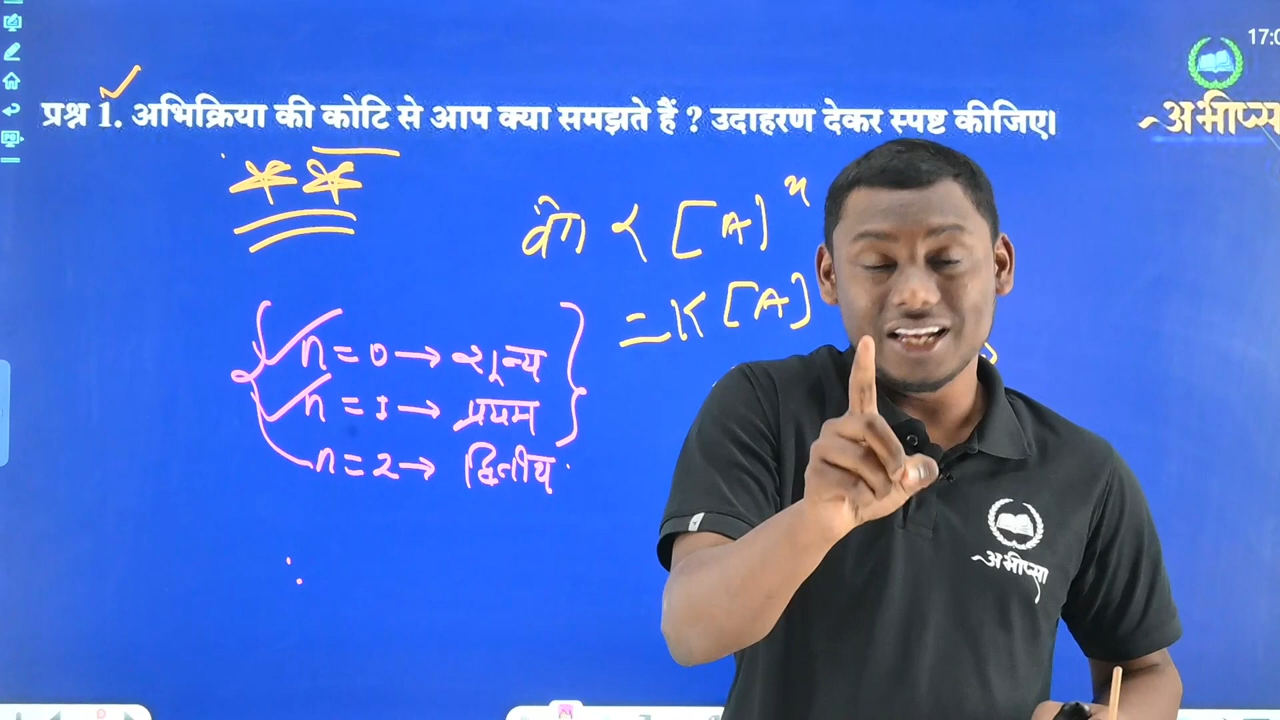 17:0
प्रश्न 1. अभिक्रिया की कोटि से आप क्या समझते हैं ? उदाहरण देकर स्पष्ट कीजिए।
अभीप्स
वेग ∝ [A]ⁿ
= K [A]
n = 0 → शून्य
n = 1 → प्रथम
n = 2 → द्वितीय
अभीप्सा